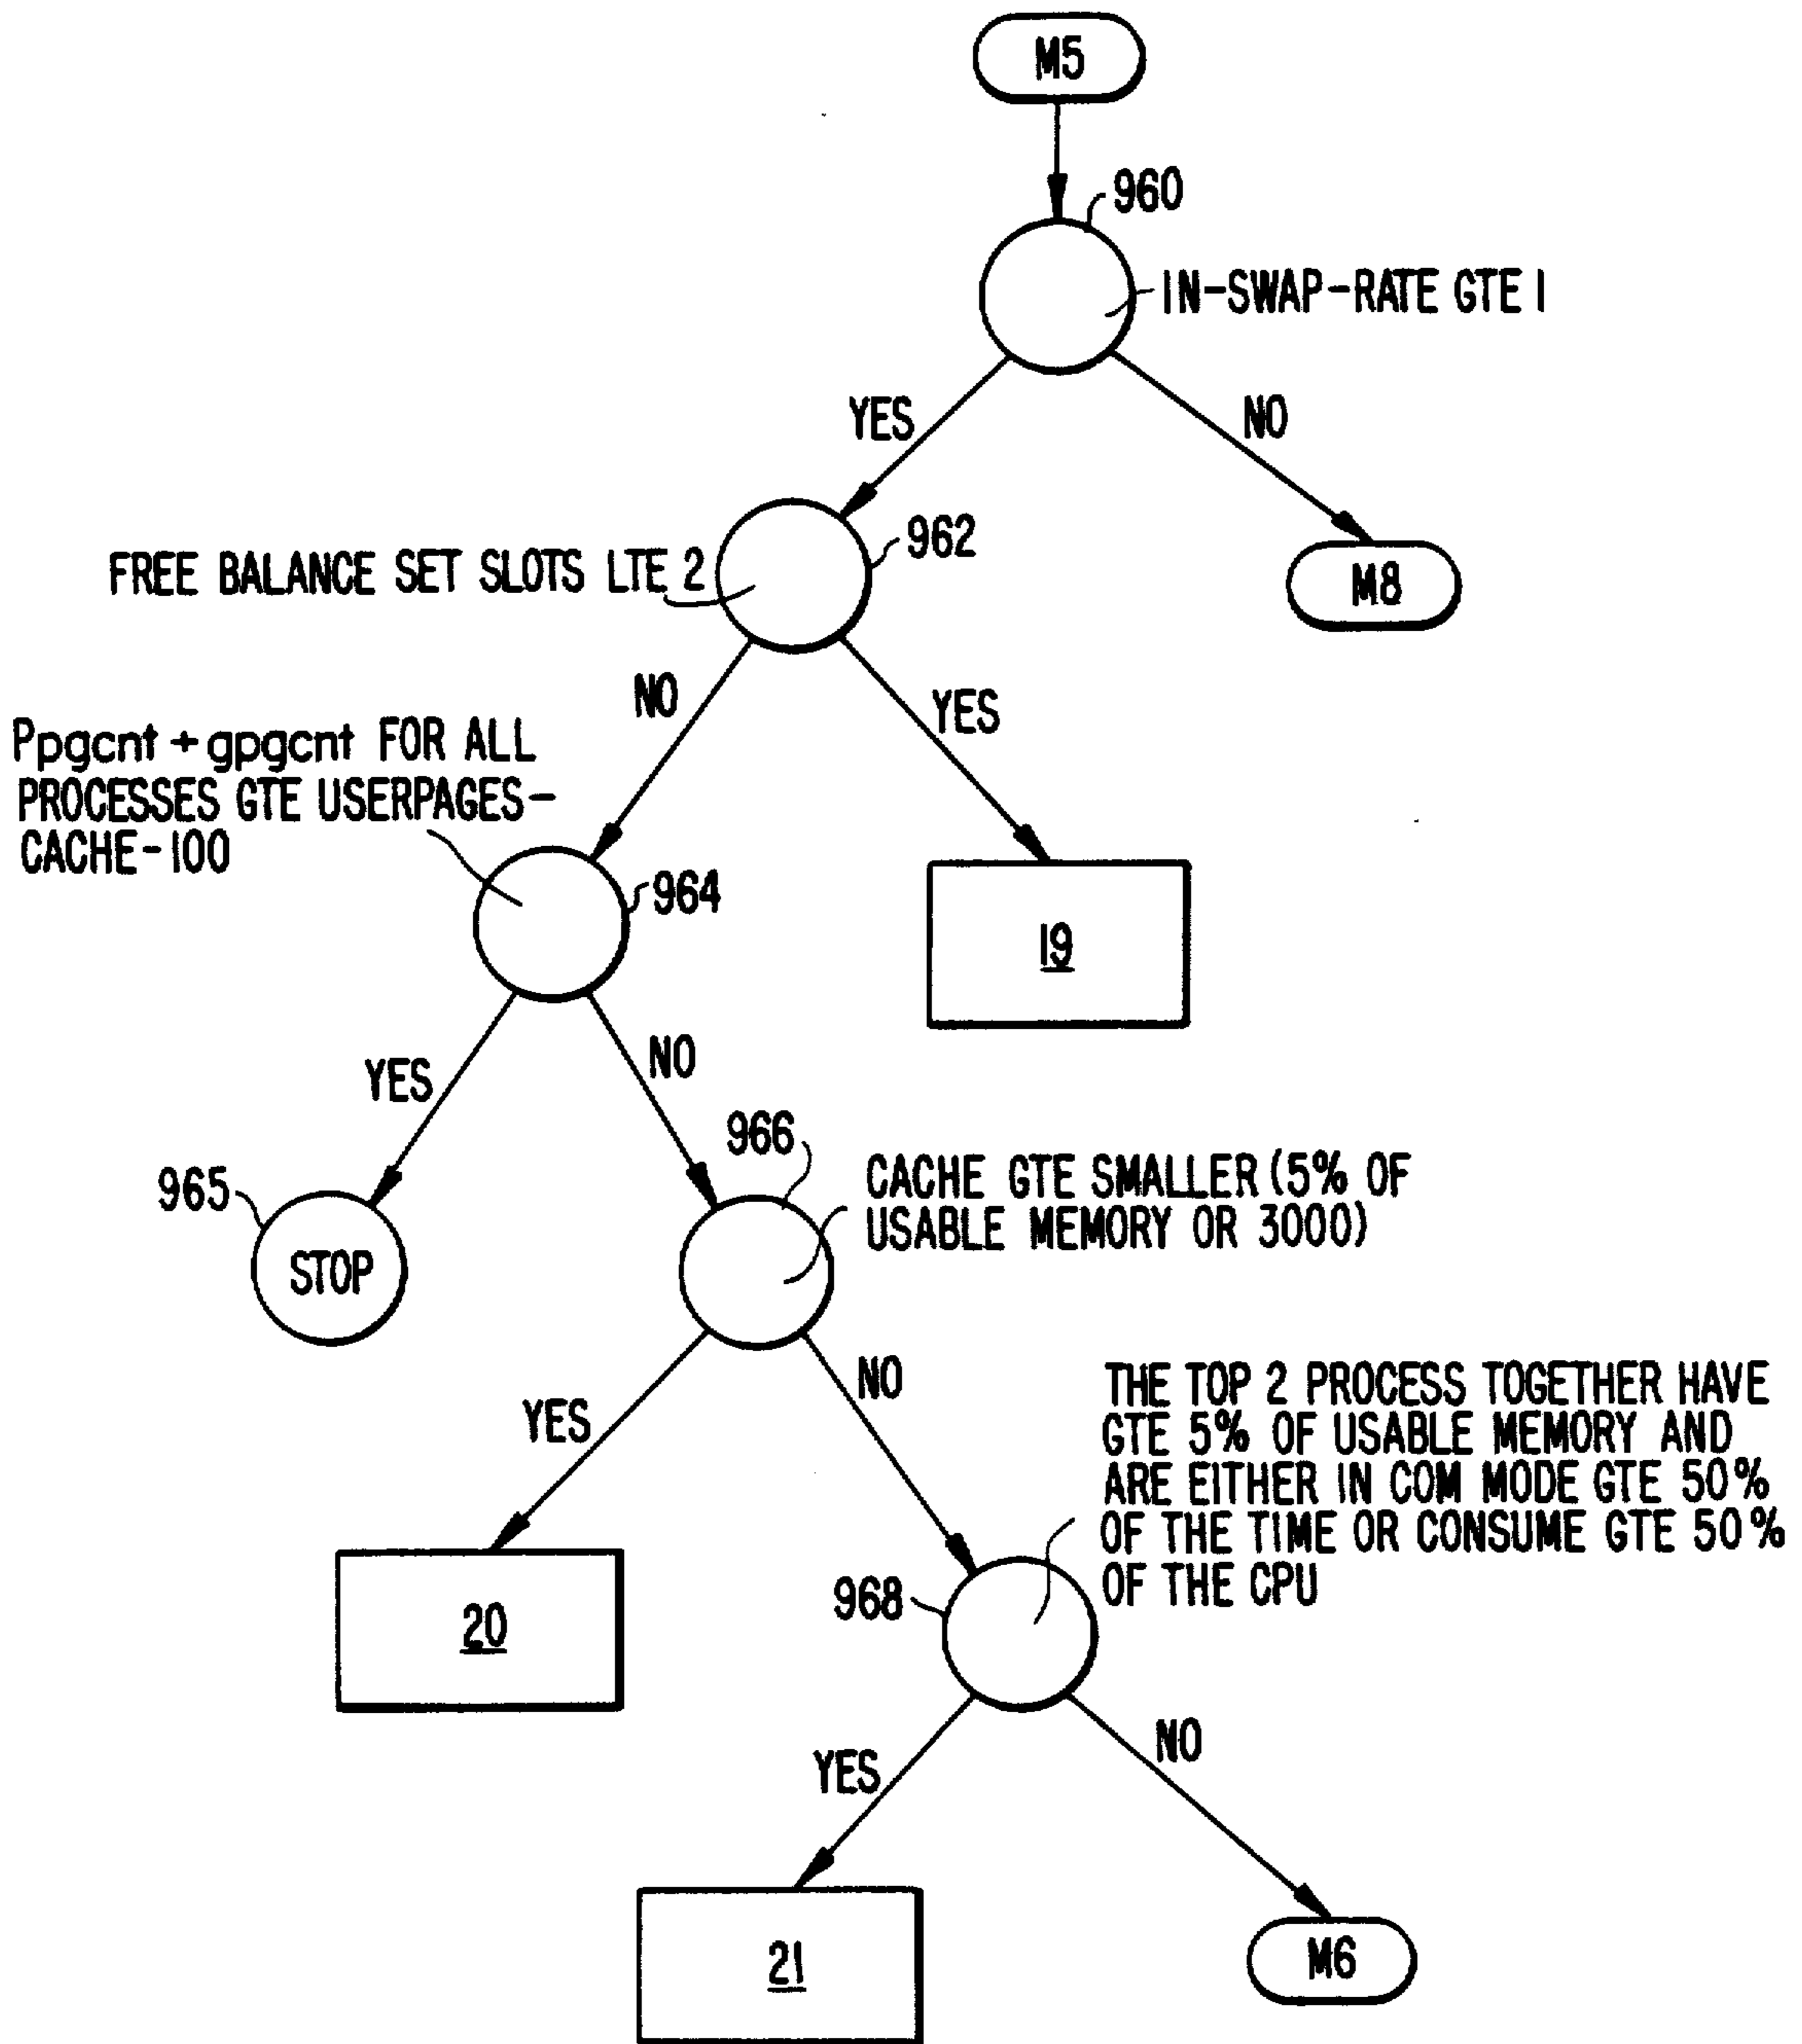 M5
960
IN-SWAP-RATE GTE 1
YES
NO
962
FREE BALANCE SET SLOTS LTE 2
M8
NO
YES
Ppgcnt + gpgcnt FOR ALL
PROCESSES GTE USERPAGES-
CACHE-100
964
19
YES
NO
966
965
CACHE GTE SMALLER (5% OF
USABLE MEMORY OR 3000)
STOP
YES
NO
THE TOP 2 PROCESS TOGETHER HAVE
GTE 5% OF USABLE MEMORY AND
ARE EITHER IN COM MODE GTE 50%
OF THE TIME OR CONSUME GTE 50%
OF THE CPU
968
20
YES
NO
21
M6